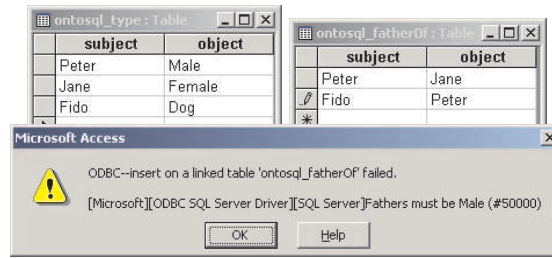 ontosql_type : Table
subject object
Peter Male
Jane Female
Fido Dog
ontosql_fatherOf : Table
subject object
Peter Jane
Fido Peter
Microsoft Access
ODBC--insert on a linked table 'ontosql_fatherOf' failed.
[Microsoft][ODBC SQL Server Driver][SQL Server]Fathers must be Male (#50000)
OK Help